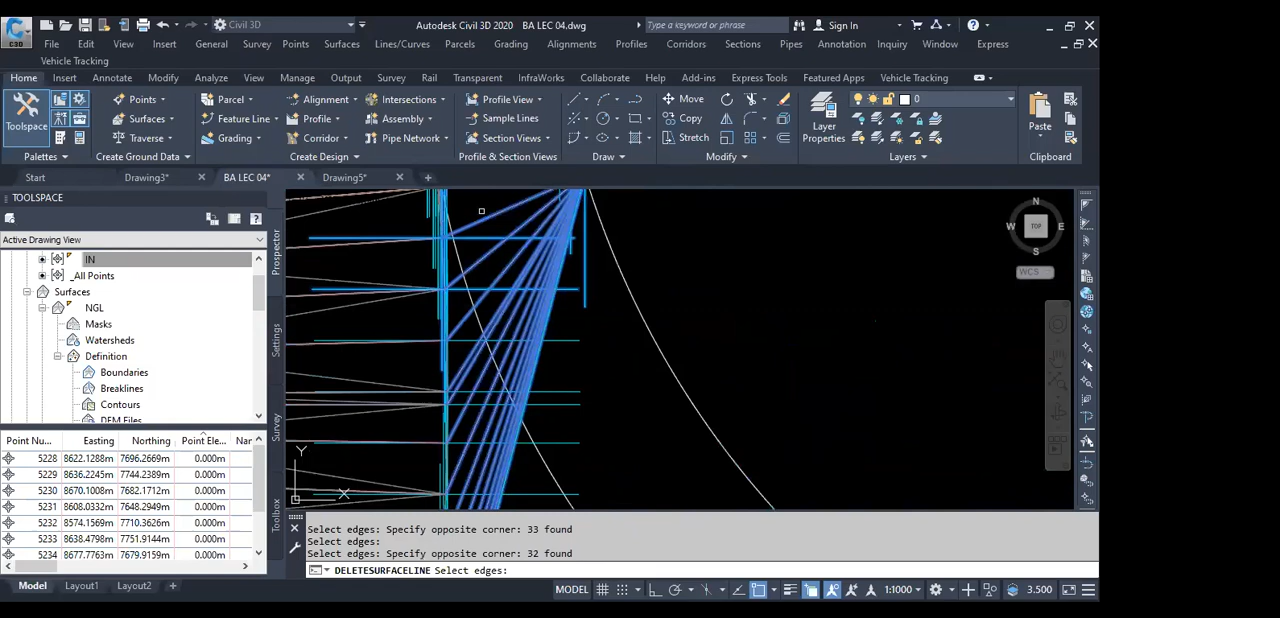 Civil 3D
Autodesk Civil 3D 2020 BA LEC 04.dwg
Type a keyword or phrase
Sign In
C3D
File Edit View Insert General Survey Points Surfaces Lines/Curves Parcels Grading Alignments Profiles Corridors Sections Pipes Annotation Inquiry Window Express
Vehicle Tracking
Home Insert Annotate Modify Analyze View Manage Output Survey Rail Transparent InfraWorks Collaborate Help Add-ins Express Tools Featured Apps Vehicle Tracking
Points Parcel Alignment Intersections Profile View Move 0
Toolspace Surfaces Feature Line Profile Assembly Sample Lines Copy Layer Properties Paste
Traverse Grading Corridor Pipe Network Section Views Stretch
Palettes Create Ground Data Create Design Profile & Section Views Draw Modify Layers Clipboard
Start Drawing3* BA LEC 04* Drawing5*
TOOLSPACE
Active Drawing View
IN
_All Points
Surfaces
NGL
Masks
Watersheds
Definition
Boundaries
Breaklines
Contours
DEM Files
Prospector
Settings
Survey
Toolbox
Point Nu... Easting Northing Point Ele... Nan
5228 8622.1288m 7696.2669m 0.000m
5229 8636.2245m 7744.2389m 0.000m
5230 8670.1008m 7682.1712m 0.000m
5231 8608.0332m 7648.2949m 0.000m
5232 8574.1569m 7710.3626m 0.000m
5233 8638.4798m 7751.9144m 0.000m
5234 8677.7763m 7679.9159m 0.000m
N
W TOP E
S
WCS
Y
X
Select edges: Specify opposite corner: 33 found
Select edges:
Select edges: Specify opposite corner: 32 found
DELETESURFACELINE Select edges:
Model Layout1 Layout2
MODEL 1:1000 3.500